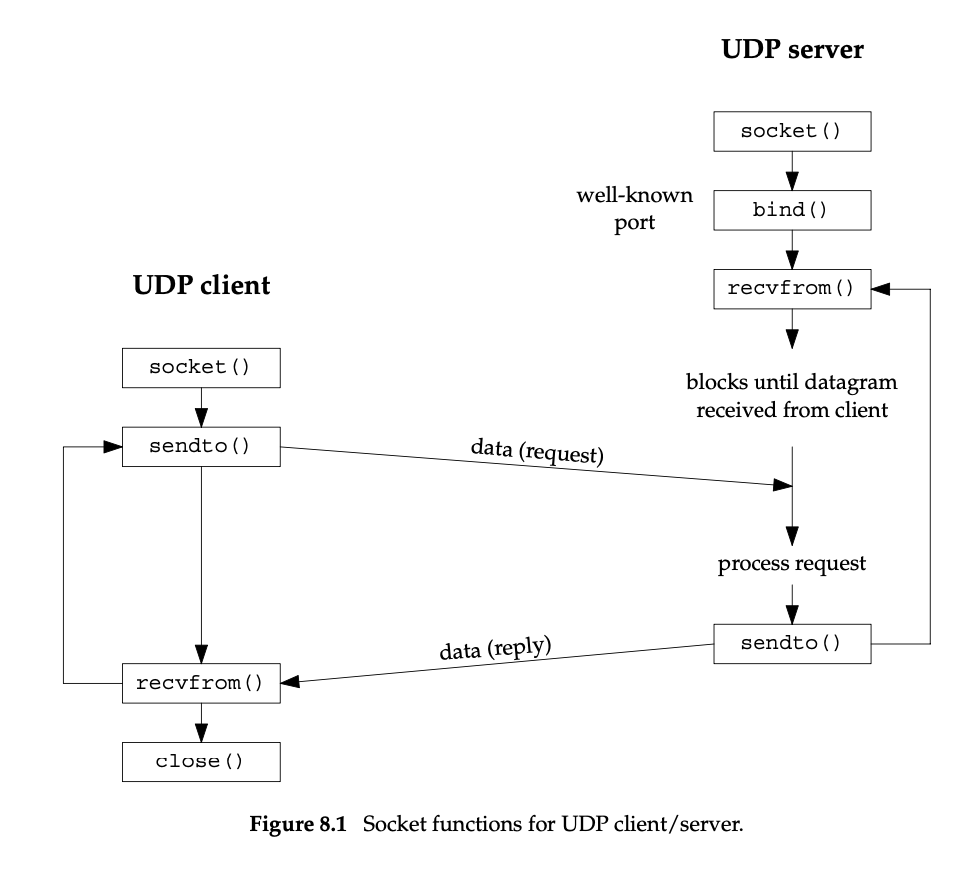 UDP server
socket()
well-known
port
bind()
recvfrom()
blocks until datagram
received from client
UDP client
socket()
sendto()
data (request)
process request
sendto()
data (reply)
recvfrom()
close()
Figure 8.1 Socket functions for UDP client/server.